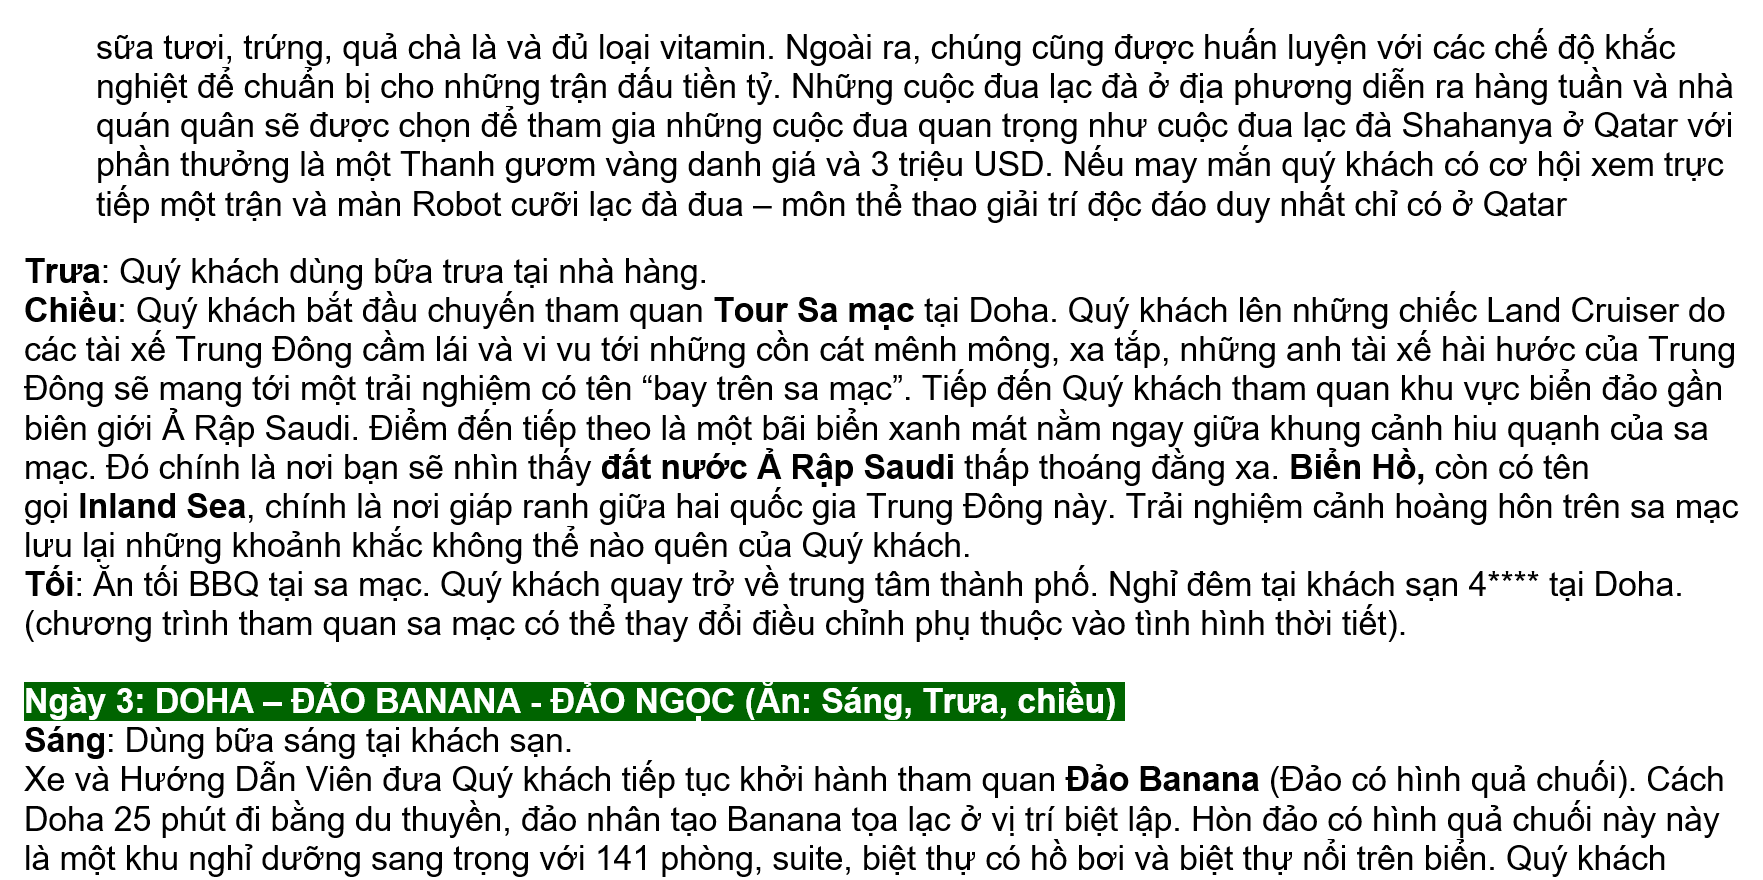 sữa tươi, trứng, quả chà là và đủ loại vitamin. Ngoài ra, chúng cũng được huấn luyện với các chế độ khắc
nghiệt để chuẩn bị cho những trận đấu tiền tỷ. Những cuộc đua lạc đà ở địa phương diễn ra hàng tuần và nhà
quán quân sẽ được chọn để tham gia những cuộc đua quan trọng như cuộc đua lạc đà Shahanya ở Qatar với
phần thưởng là một Thanh gươm vàng danh giá và 3 triệu USD. Nếu may mắn quý khách có cơ hội xem trực
tiếp một trận và màn Robot cưỡi lạc đà đua – môn thể thao giải trí độc đáo duy nhất chỉ có ở Qatar
Trưa: Quý khách dùng bữa trưa tại nhà hàng.
Chiều: Quý khách bắt đầu chuyến tham quan Tour Sa mạc tại Doha. Quý khách lên những chiếc Land Cruiser do
các tài xế Trung Đông cầm lái và vi vu tới những cồn cát mênh mông, xa tắp, những anh tài xế hài hước của Trung
Đông sẽ mang tới một trải nghiệm có tên “bay trên sa mạc”. Tiếp đến Quý khách tham quan khu vực biển đảo gần
biên giới Ả Rập Saudi. Điểm đến tiếp theo là một bãi biển xanh mát nằm ngay giữa khung cảnh hiu quạnh của sa
mạc. Đó chính là nơi bạn sẽ nhìn thấy đất nước Ả Rập Saudi thấp thoáng đằng xa. Biển Hồ, còn có tên
gọi Inland Sea, chính là nơi giáp ranh giữa hai quốc gia Trung Đông này. Trải nghiệm cảnh hoàng hôn trên sa mạc
lưu lại những khoảnh khắc không thể nào quên của Quý khách.
Tối: Ăn tối BBQ tại sa mạc. Quý khách quay trở về trung tâm thành phố. Nghỉ đêm tại khách sạn 4**** tại Doha.
(chương trình tham quan sa mạc có thể thay đổi điều chỉnh phụ thuộc vào tình hình thời tiết).
Ngày 3: DOHA – ĐẢO BANANA - ĐẢO NGỌC (Ăn: Sáng, Trưa, chiều)
Sáng: Dùng bữa sáng tại khách sạn.
Xe và Hướng Dẫn Viên đưa Quý khách tiếp tục khởi hành tham quan Đảo Banana (Đảo có hình quả chuối). Cách
Doha 25 phút đi bằng du thuyền, đảo nhân tạo Banana tọa lạc ở vị trí biệt lập. Hòn đảo có hình quả chuối này này
là một khu nghỉ dưỡng sang trọng với 141 phòng, suite, biệt thự có hồ bơi và biệt thự nổi trên biển. Quý khách